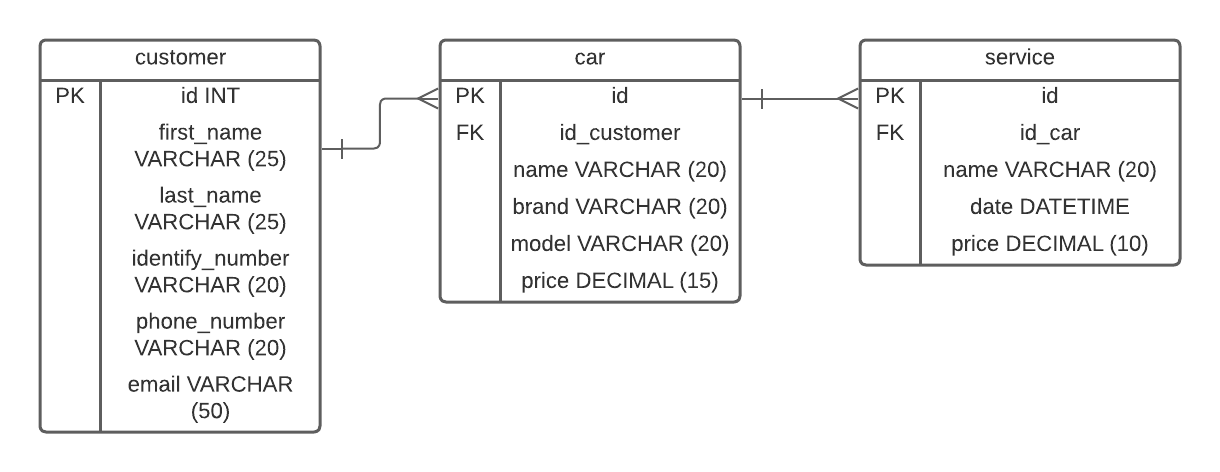 customer
PK id INT
first_name
VARCHAR (25)
last_name
VARCHAR (25)
identify_number
VARCHAR (20)
phone_number
VARCHAR (20)
email VARCHAR
(50)
car
PK id
FK id_customer
name VARCHAR (20)
brand VARCHAR (20)
model VARCHAR (20)
price DECIMAL (15)
service
PK id
FK id_car
name VARCHAR (20)
date DATETIME
price DECIMAL (10)